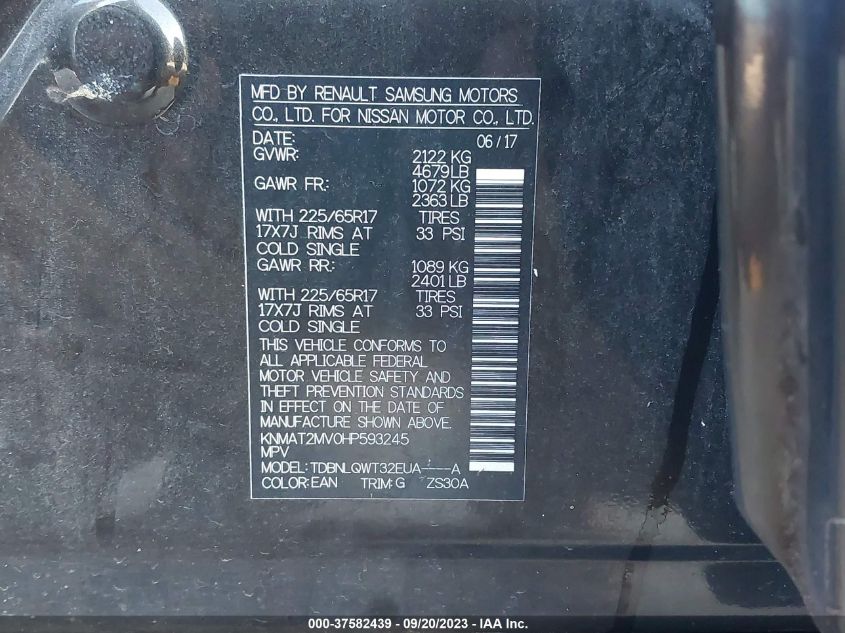 MFD BY RENAULT SAMSUNG MOTORS
CO., LTD. FOR NISSAN MOTOR CO., LTD.
DATE: 06/17
GVWR: 2122 KG
4679LB
GAWR FR.: 1072 KG
2363 LB
WITH 225/65R17 TIRES
17X7J RIMS AT 33 PSI
COLD SINGLE
GAWR RR.: 1089 KG
2401 LB
WITH 225/65R17 TIRES
17X7J RIMS AT 33 PSI
COLD SINGLE
THIS VEHICLE CONFORMS TO
ALL APPLICABLE FEDERAL
MOTOR VEHICLE SAFETY AND
THEFT PREVENTION STANDARDS
IN EFFECT ON THE DATE OF
MANUFACTURE SHOWN ABOVE.
KNMAT2MV0HP593245
MPV
MODEL: TDBNLGWT32EUA----A
COLOR:EAN TRIM:G ZS30A
000-37582439 - 09/20/2023 - ©IAA Inc.